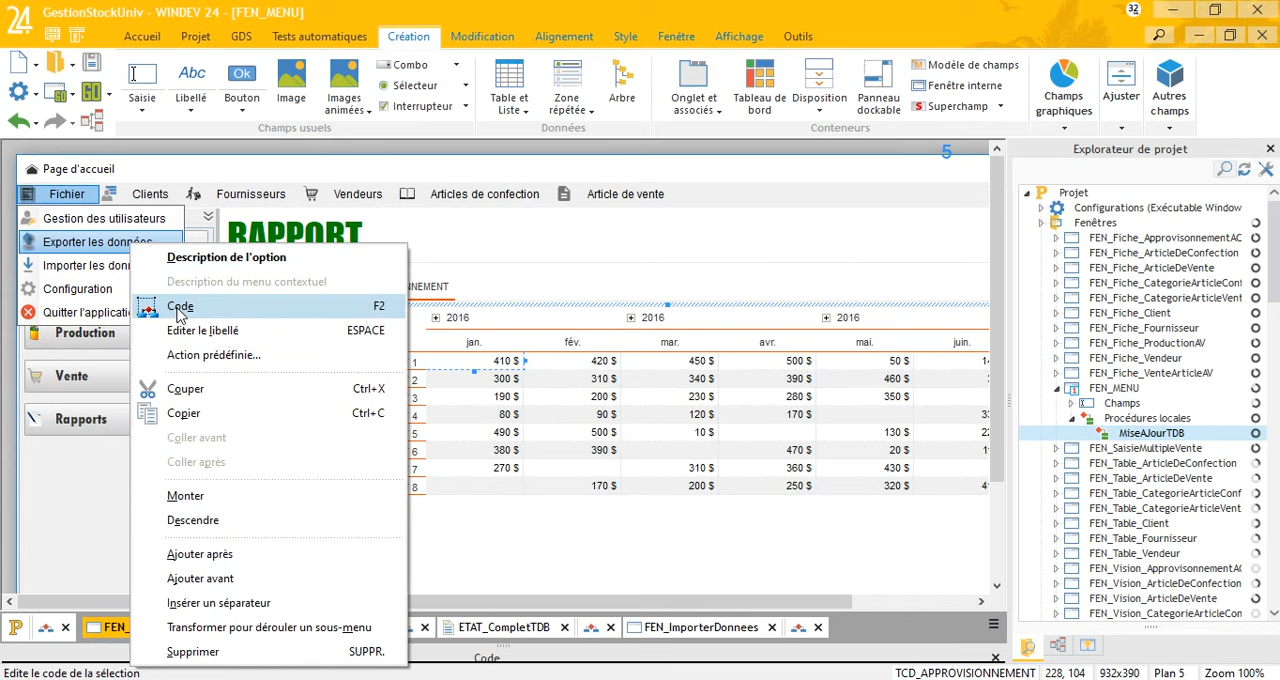 24
GestionStockUniv - WINDEV 24 - [FEN_MENU]
32
Accueil Projet GDS Tests automatiques Création Modification Alignement Style Fenêtre Affichage Outils
Saisie
Abc
Libellé
Ok
Bouton
Image
Images
animées
Combo
Sélecteur
Interrupteur
Champs usuels
Table et
Liste
Zone
répétée
Arbre
Données
Onglet et
associés
Tableau de
bord
Disposition
Panneau
dockable
Modèle de champs
Fenêtre interne
Superchamp
Conteneurs
Champs
graphiques
Ajuster
Autres
champs
GO
Page d'accueil
5
Fichier Clients Fournisseurs Vendeurs Articles de confection Article de vente
Gestion des utilisateurs
Exporter les données
Importer les don
Configuration
Quitter l'applicati
Production
Vente
Rapports
RAPPORT
NNEMENT
Description de l'option
Description du menu contextuel
Code F2
Editer le libellé ESPACE
Action prédéfinie...
Couper Ctrl+X
Copier Ctrl+C
Coller avant
Coller après
Monter
Descendre
Ajouter après
Ajouter avant
Insérer un séparateur
Transformer pour dérouler un sous-menu
Supprimer SUPPR.
2016 2016 2016
jan. fév. mar. avr. mai. juin.
1 410 $ 420 $ 450 $ 500 $ 50 $
2 300 $ 310 $ 340 $ 390 $ 460 $
3 190 $ 200 $ 230 $ 280 $ 350 $
4 80 $ 90 $ 120 $ 170 $
5 490 $ 500 $ 10 $ 130 $
6 380 $ 390 $ 470 $ 20 $
7 270 $ 310 $ 360 $ 430 $
8 170 $ 200 $ 250 $ 320 $
FEN_ ETAT_CompletTDB FEN_ImporterDonnees
Code
Explorateur de projet
Projet
Configurations (Exécutable Window
Fenêtres
FEN_Fiche_ApprovisonnementAC
FEN_Fiche_ArticleDeConfection
FEN_Fiche_ArticleDeVente
FEN_Fiche_CategorieArticleConf
FEN_Fiche_CategorieArticleVent
FEN_Fiche_Client
FEN_Fiche_Fournisseur
FEN_Fiche_ProductionAV
FEN_Fiche_Vendeur
FEN_Fiche_VenteArticleAV
FEN_MENU
Champs
Procédures locales
MiseAJourTDB
FEN_SaisieMultipleVente
FEN_Table_ArticleDeConfection
FEN_Table_ArticleDeVente
FEN_Table_CategorieArticleConf
FEN_Table_CategorieArticleVent
FEN_Table_Client
FEN_Table_Fournisseur
FEN_Table_Vendeur
FEN_Vision_ApprovisonnementAC
FEN_Vision_ArticleDeConfection
FEN_Vision_ArticleDeVente
FEN_Vision_CategorieArticleCon
Edite le code de la sélection
TCD_APPROVISIONNEMENT 228, 104 932x390 Plan 5 Zoom 100%